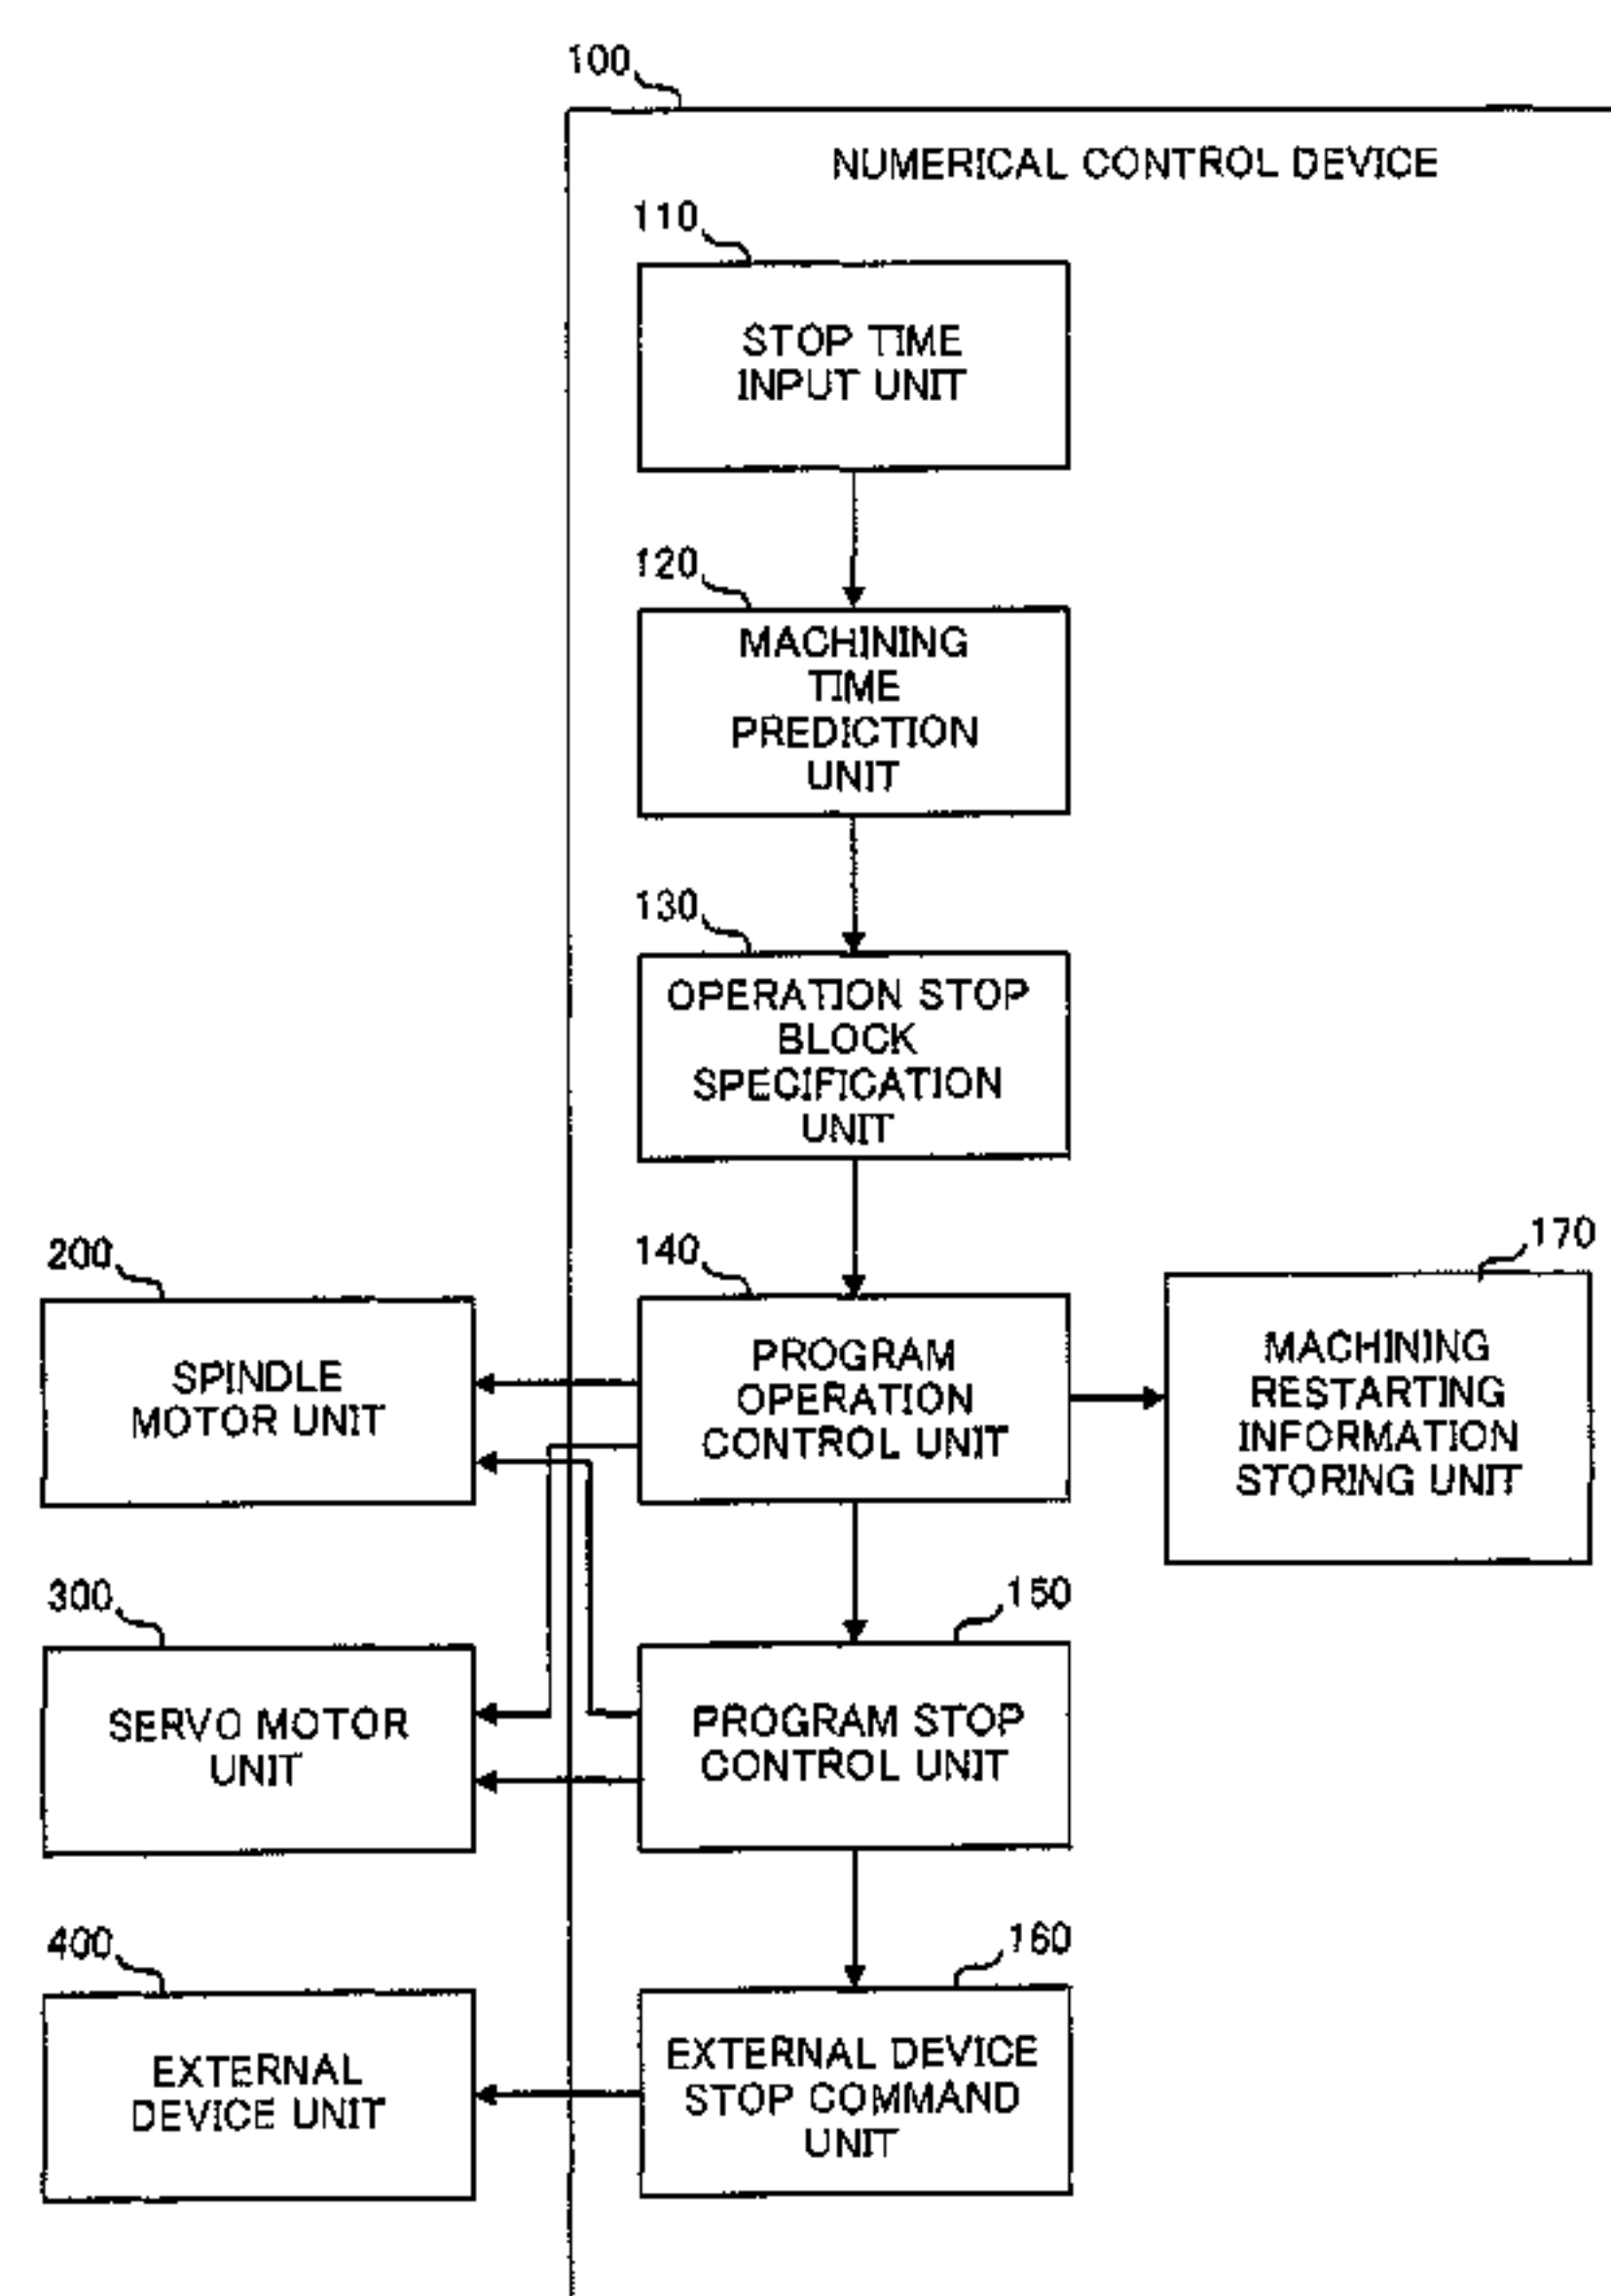 100
NUMERICAL CONTROL DEVICE
110
STOP TIME
INPUT UNIT
120
MACHINING
TIME
PREDICTION
UNIT
130
OPERATION STOP
BLOCK
SPECIFICATION
UNIT
200
SPINDLE
MOTOR UNIT
140
PROGRAM
OPERATION
CONTROL UNIT
170
MACHINING
RESTARTING
INFORMATION
STORING UNIT
300
SERVO MOTOR
UNIT
150
PROGRAM STOP
CONTROL UNIT
400
EXTERNAL
DEVICE UNIT
160
EXTERNAL DEVICE
STOP COMMAND
UNIT